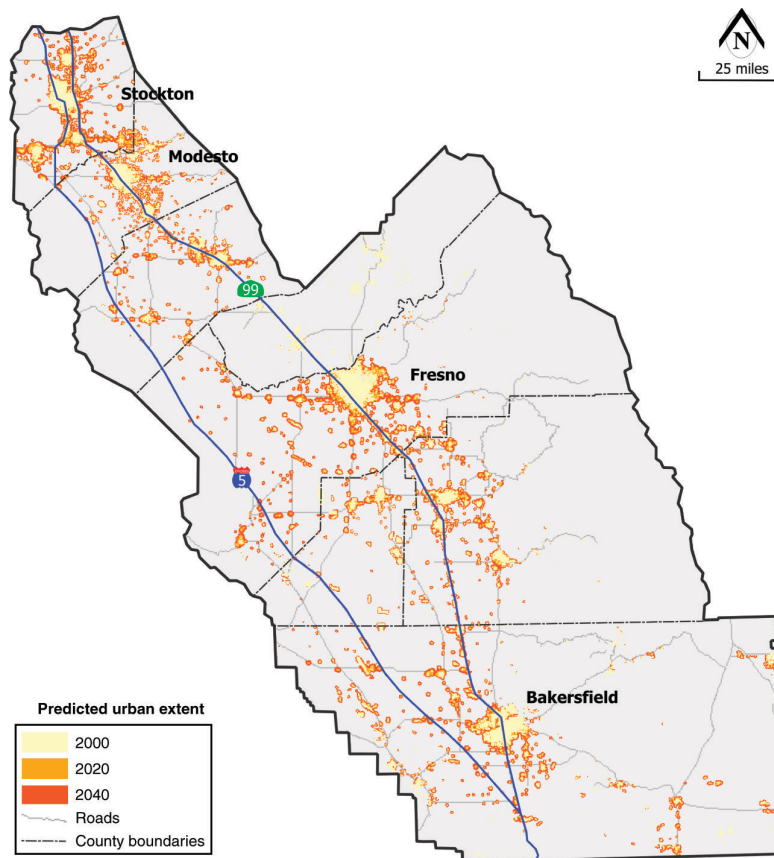 N
25 miles
Stockton
Modesto
99
Fresno
5
Bakersfield
Predicted urban extent
2000
2020
2040
Roads
County boundaries